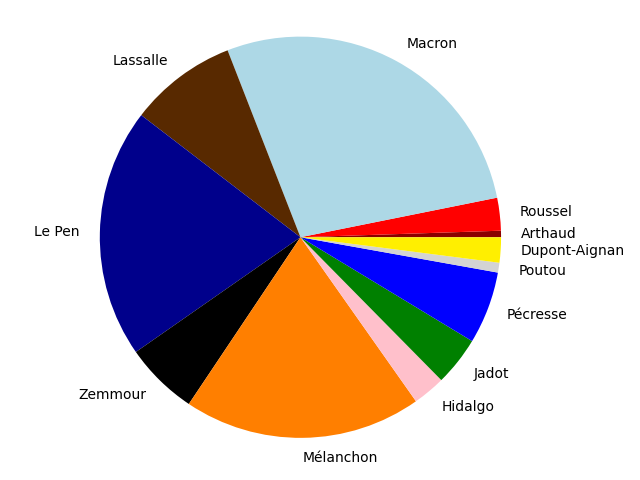 Macron
Lassalle
Roussel
Le Pen
Arthaud
Dupont-Aignan
Poutou
Pécresse
Jadot
Zemmour
Hidalgo
Mélanchon